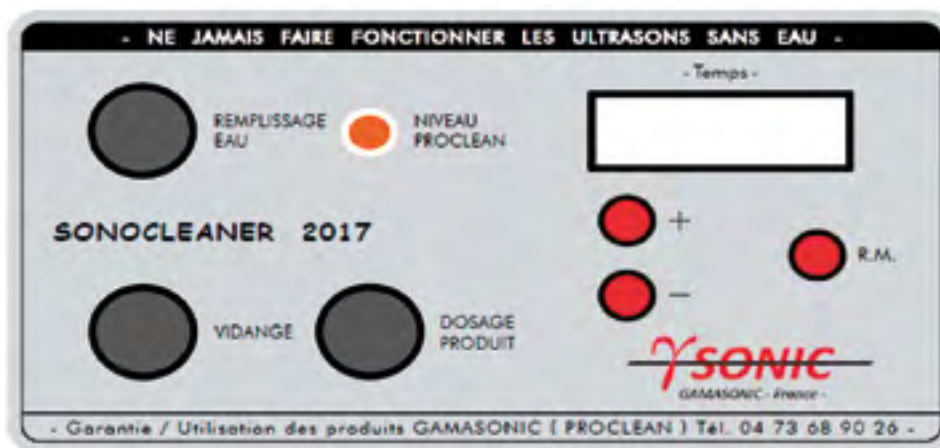 - NE JAMAIS FAIRE FONCTIONNER LES ULTRASONS SANS EAU -
- Temps -
REMPLISSAGE
EAU
NIVEAU
PROCLEAN
+
SONOCLEANER 2017
R.M.
-
VIDANGE
DOSAGE
PRODUIT
γSONIC
GAMASONIC - France -
- Garantie / Utilisation des produits GAMASONIC ( PROCLEAN ) Tél. 04 73 68 90 26 -